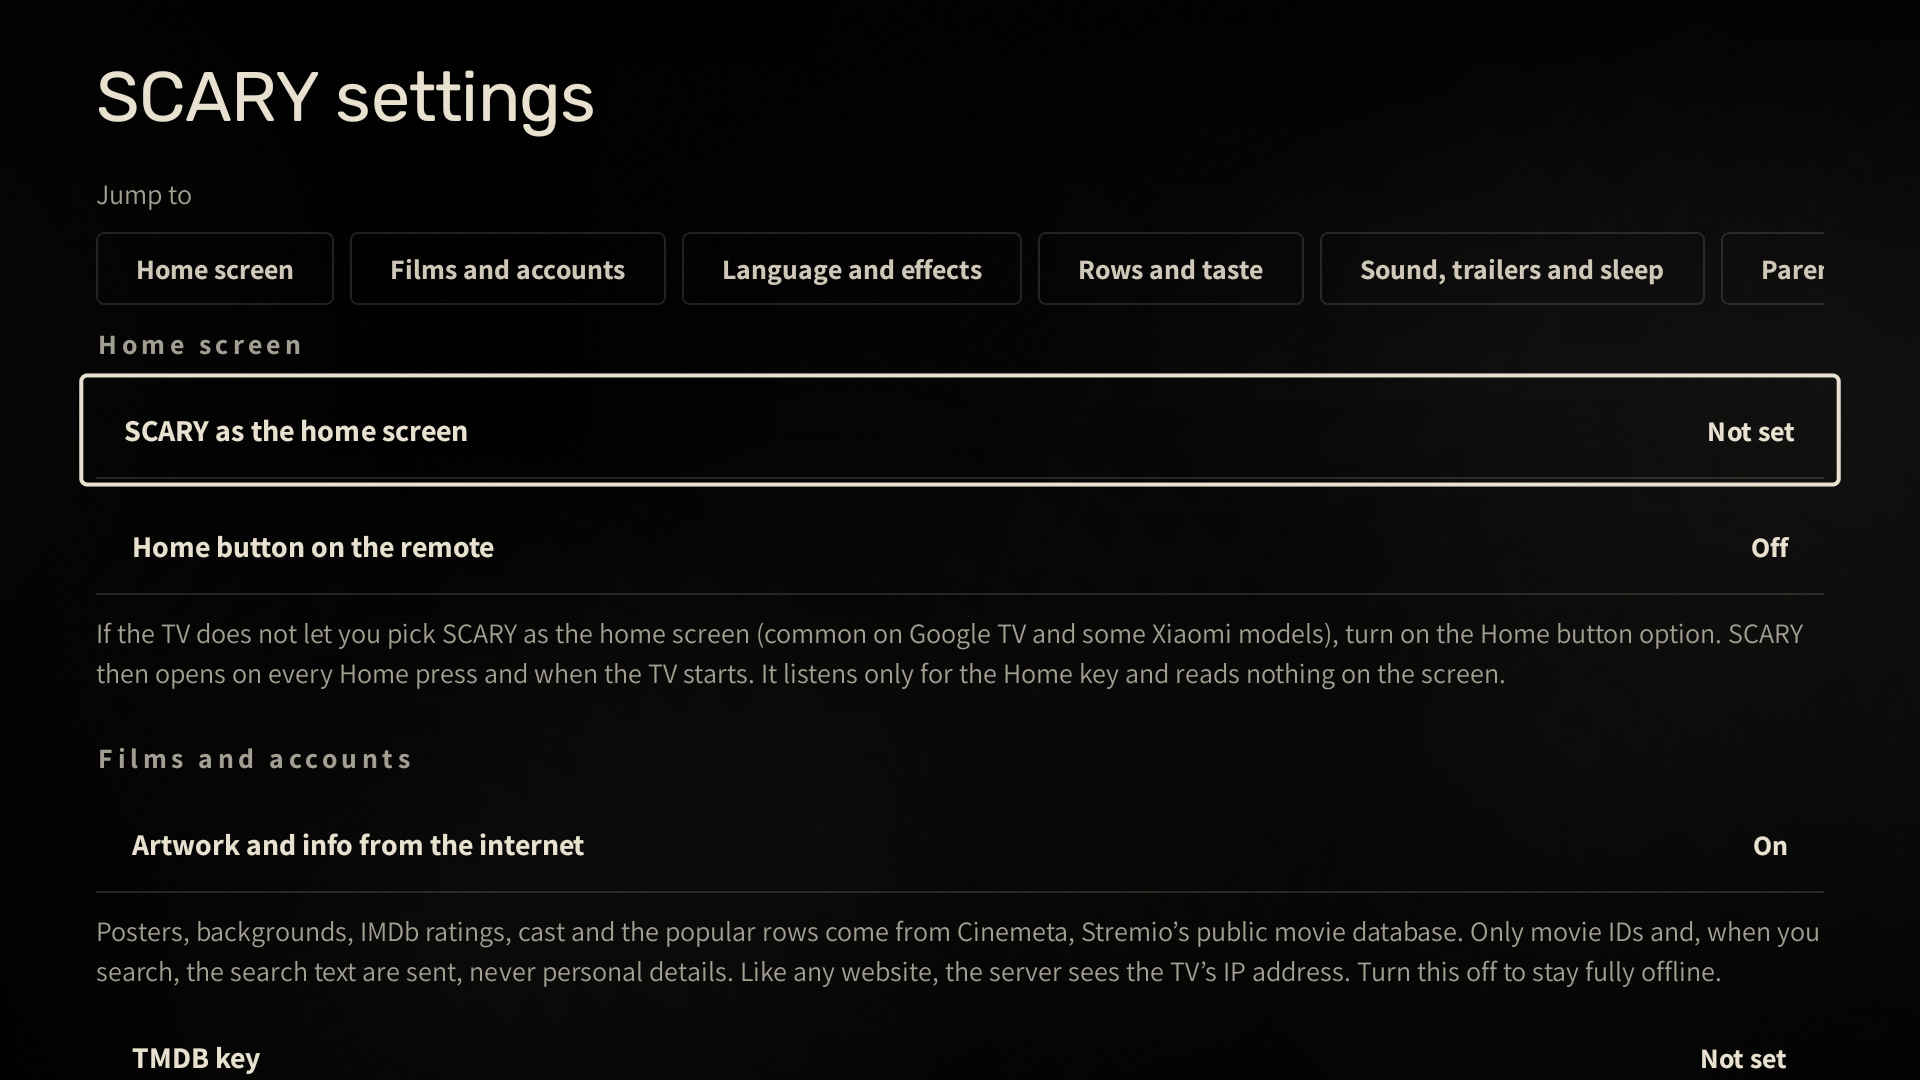 SCARY settings
Jump to
Home screen
Films and accounts
Language and effects
Rows and taste
Sound, trailers and sleep
Home screen
SCARY as the home screen
Not set
Home button on the remote
Off
If the TV does not let you pick SCARY as the home screen (common on Google TV and some Xiaomi models), turn on the Home button option. SCARY
then opens on every Home press and when the TV starts. It listens only for the Home key and reads nothing on the screen.
Films and accounts
Artwork and info from the internet
On
Posters, backgrounds, IMDb ratings, cast and the popular rows come from Cinemeta, Stremio’s public movie database. Only movie IDs and, when you
search, the search text are sent, never personal details. Like any website, the server sees the TV’s IP address. Turn this off to stay fully offline.
TMDB key
Not set